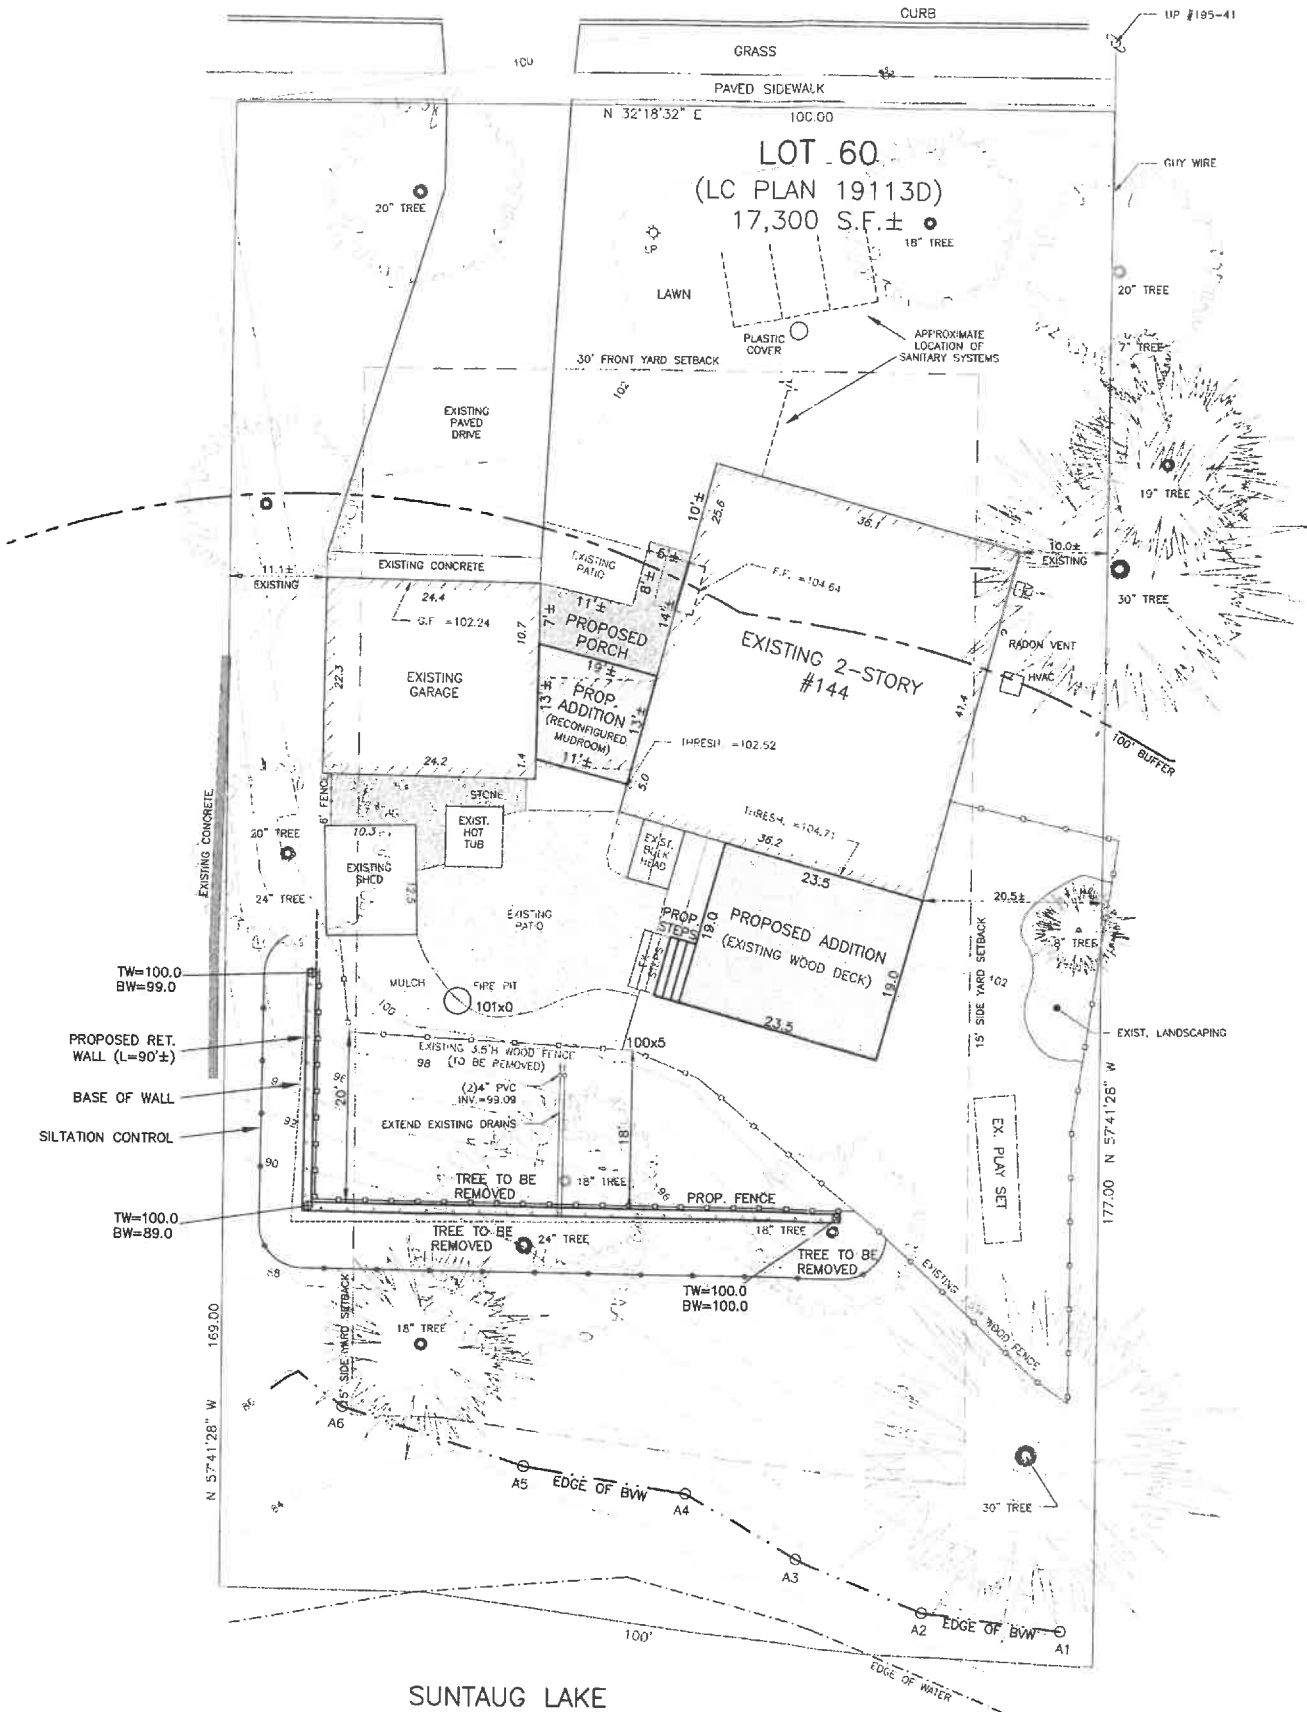 CURB
UP #195-41
GRASS
100
PAVED SIDEWALK
N 32°18'32" E
100.00
LOT 60
(LC PLAN 19113D)
17,300 S.F.±
GUY WIRE
20" TREE
18" TREE
LP
LAWN
20" TREE
PLASTIC
COVER
APPROXIMATE
LOCATION OF
SANITARY SYSTEMS
7" TREE
30' FRONT YARD SETBACK
102
EXISTING
PAVED
DRIVE
19" TREE
10'±
25.6
36.1
10.0±
EXISTING
11.1±
EXISTING
EXISTING CONCRETE
EXISTING
PATIO
6'±
8'±
F.F. =104.64
30" TREE
24.4
G.F. =102.24
11'±
7'±
14'±
PROPOSED
PORCH
10.7
RADON VENT
HVAC
EXISTING 2-STORY
#144
22.3
EXISTING
GARAGE
19'±
PROP.
ADDITION
(RECONFIGURED
MUDROOM)
13'±
13'±
11'±
41.4
100' BUFFER
THRESH. =102.52
24.2
1.4
5.0
6' FENCE
STONE
EXIST.
HOT
TUB
THRESH. =104.71
36.2
EXISTING CONCRETE
20" TREE
10.3
EXISTING
SHED
12.5
EXIST.
BULK
HEAD
23.5
24" TREE
EXISTING
PATIO
PROP.
STEPS
EX.
STEPS
19.0
PROPOSED ADDITION
(EXISTING WOOD DECK)
19.0
23.5
20.5±
8" TREE
15' SIDE YARD SETBACK
102
EXIST. LANDSCAPING
TW=100.0
BW=99.0
MULCH
FIRE PIT
101x0
100
PROPOSED RET.
WALL (L=90'±)
EXISTING 3.5'H WOOD FENCE
(TO BE REMOVED)
98
100x5
BASE OF WALL
96
20'
(2)4" PVC
INV.=99.09
SILTATION CONTROL
92
EXTEND EXISTING DRAINS
18'
90
EX. PLAY SET
177.00 N 57°41'28" W
TREE TO BE
REMOVED
18" TREE
96
PROP. FENCE
TW=100.0
BW=89.0
TREE TO BE
REMOVED
24" TREE
18" TREE
TREE TO BE
REMOVED
88
TW=100.0
BW=100.0
EXISTING
WOOD FENCE
15' SIDE YARD SETBACK
18" TREE
N 57°41'28" W 169.00
86
A6
A5
EDGE OF BVW
A4
84
30" TREE
A3
A2
EDGE OF BVW
A1
100'
EDGE OF WATER
SUNTAUG LAKE